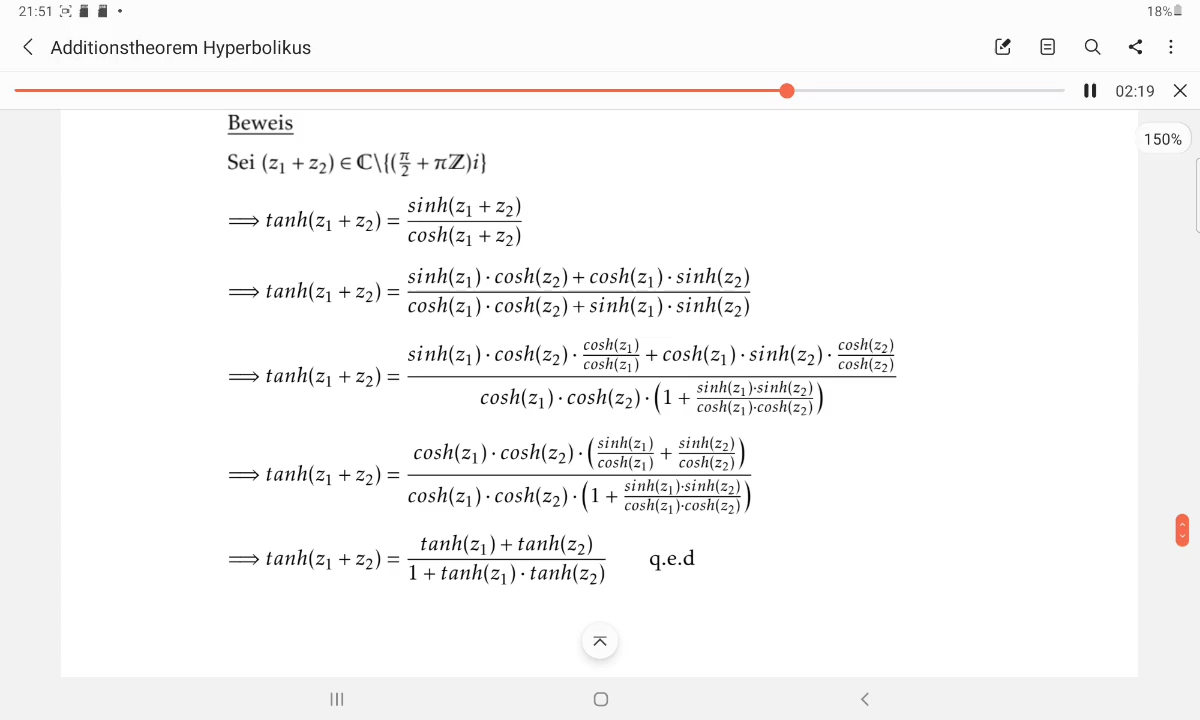 21:51 18%
Additionstheorem Hyperbolikus
02:19
150%
Beweis
Sei (z₁ + z₂) ∈ ℂ\{(π/2 + πℤ)i}
⟹ tanh(z₁ + z₂) = sinh(z₁ + z₂) / cosh(z₁ + z₂)
⟹ tanh(z₁ + z₂) = (sinh(z₁) · cosh(z₂) + cosh(z₁) · sinh(z₂)) / (cosh(z₁) · cosh(z₂) + sinh(z₁) · sinh(z₂))
⟹ tanh(z₁ + z₂) = (sinh(z₁) · cosh(z₂) · cosh(z₁)/cosh(z₁) + cosh(z₁) · sinh(z₂) · cosh(z₂)/cosh(z₂)) / (cosh(z₁) · cosh(z₂) · (1 + sinh(z₁)·sinh(z₂)/cosh(z₁)·cosh(z₂)))
⟹ tanh(z₁ + z₂) = (cosh(z₁) · cosh(z₂) · (sinh(z₁)/cosh(z₁) + sinh(z₂)/cosh(z₂))) / (cosh(z₁) · cosh(z₂) · (1 + sinh(z₁)·sinh(z₂)/cosh(z₁)·cosh(z₂)))
⟹ tanh(z₁ + z₂) = (tanh(z₁) + tanh(z₂)) / (1 + tanh(z₁) · tanh(z₂)) q.e.d